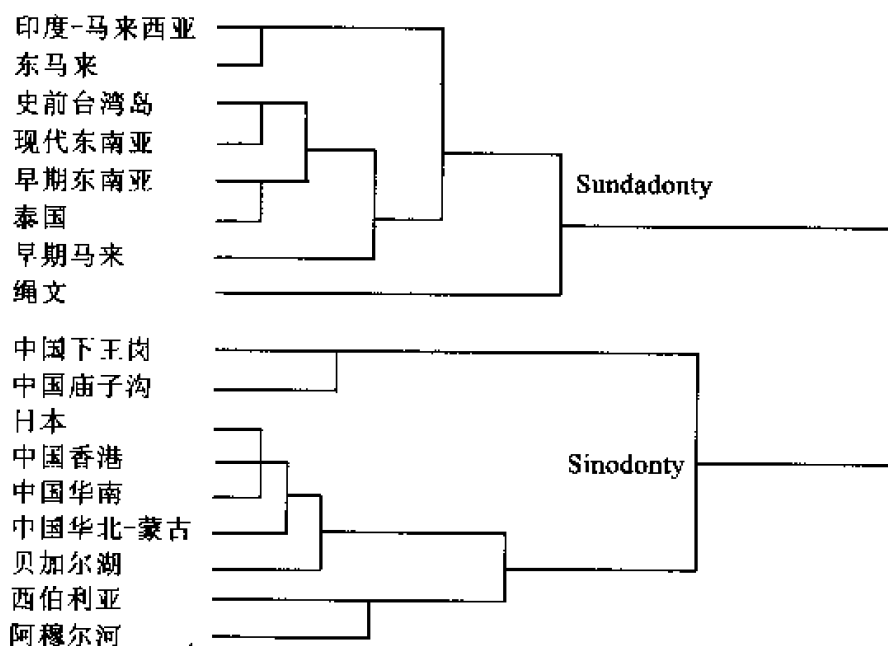 印度-马来西亚
东马来
史前台湾岛
现代东南亚
早期东南亚
泰国
早期马来
绳文
Sundadonty
中国下王岗
中国庙子沟
日本
中国香港
中国华南
中国华北-蒙古
贝加尔湖
西伯利亚
阿穆尔河
Sinodonty